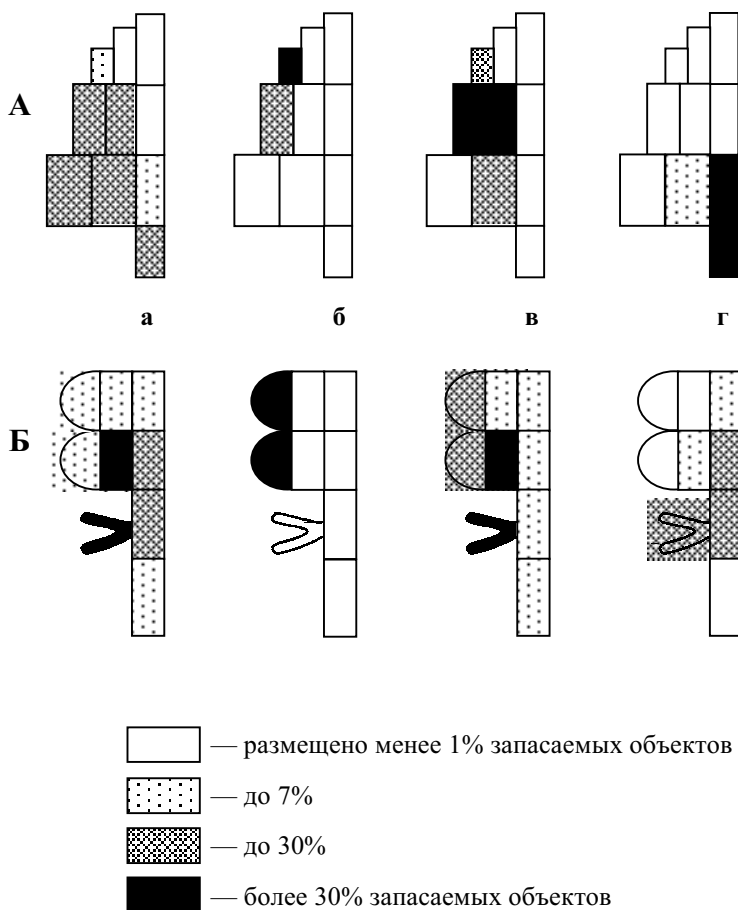 А
а б в г
Б
— размещено менее 1% запасаемых объектов
— до 7%
— до 30%
— более 30% запасаемых объектов